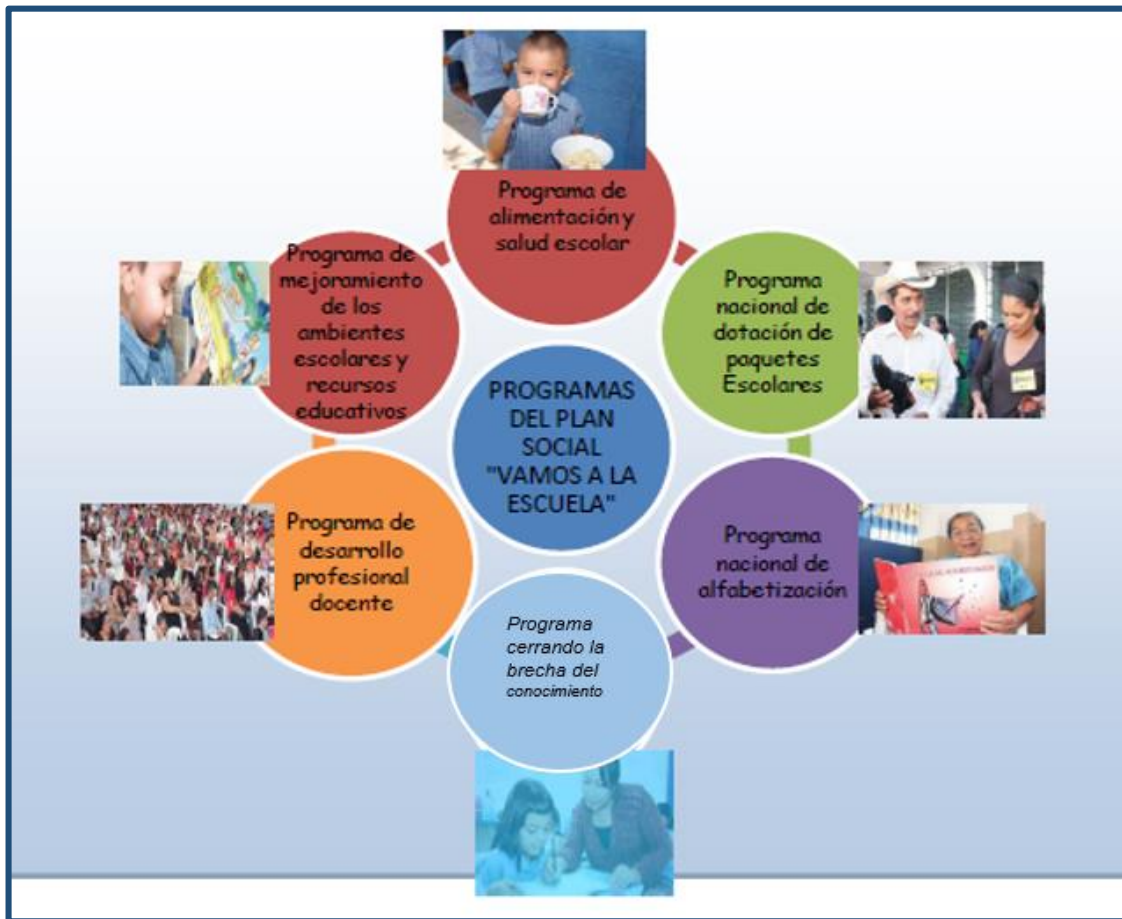 Programa de
alimentación y
salud escolar
Programa
nacional de
dotación de
paquetes
Escolares
Programa
nacional de
alfabetización
Programa
cerrando la
brecha del
conocimiento
Programa de
desarrollo
profesional
docente
Programa de
mejoramiento
de los
ambientes
escolares y
recursos
educativos
PROGRAMAS
DEL PLAN
SOCIAL
"VAMOS A LA
ESCUELA"